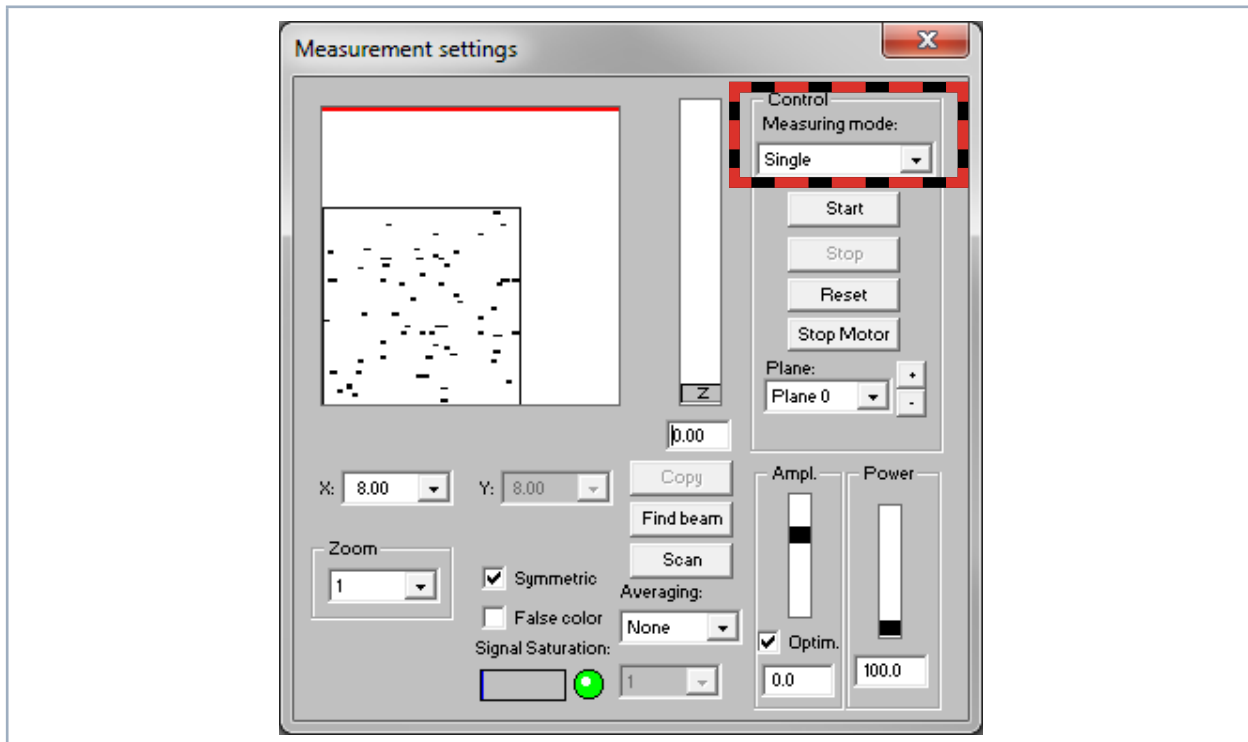 Measurement settings
X
Control
Measuring mode:
Single
Start
Stop
Reset
Stop Motor
Plane:
Plane 0
+
-
Z
0.00
X: 8.00
Y: 8.00
Copy
Find beam
Scan
Zoom
1
Symmetric
False color
Signal Saturation:
Averaging:
None
1
Ampl.
Optim.
0.0
Power
100.0